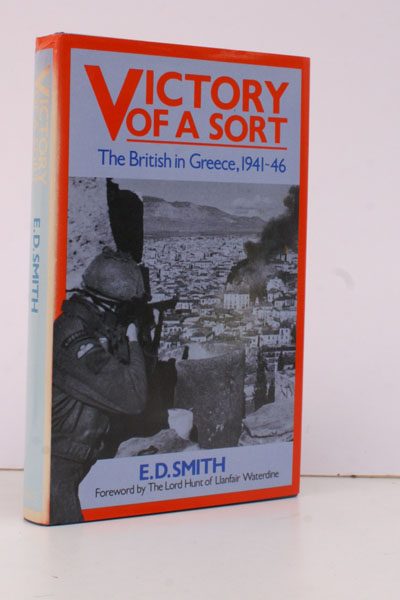 VICTORY
OF A SORT
The British in Greece, 1941-46
E.D. SMITH
Foreword by The Lord Hunt of Llanfair Waterdine
VICTORY
E.D. SMITH